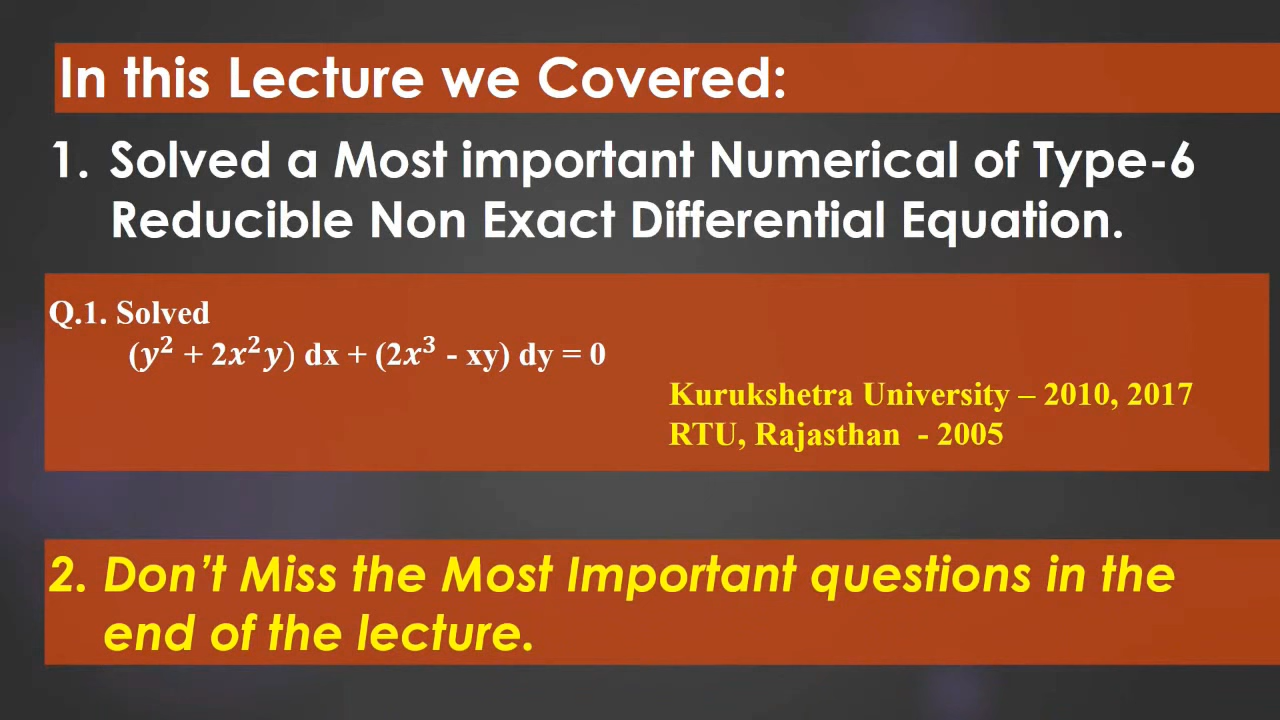 In this Lecture we Covered:
1. Solved a Most important Numerical of Type-6
Reducible Non Exact Differential Equation.
Q.1. Solved
(𝒚² + 2𝒙²𝒚) dx + (2𝒙³ - xy) dy = 0
Kurukshetra University – 2010, 2017
RTU, Rajasthan - 2005
2. Don’t Miss the Most Important questions in the
end of the lecture.